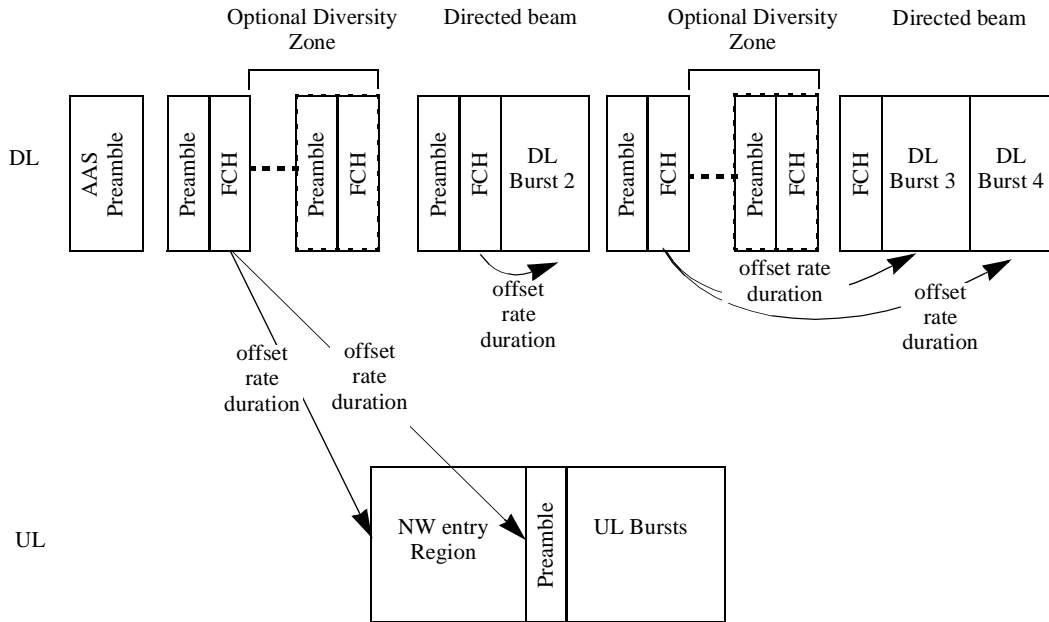 Optional Diversity
Zone
Directed beam
Optional Diversity
Zone
Directed beam
DL
AAS
Preamble
Preamble
FCH
Preamble
FCH
Preamble
FCH
DL
Burst 2
Preamble
FCH
Preamble
FCH
FCH
DL
Burst 3
DL
Burst 4
offset
rate
duration
offset rate
duration
offset
rate
duration
offset
rate
duration
offset
rate
duration
UL
NW entry
Region
Preamble
UL Bursts